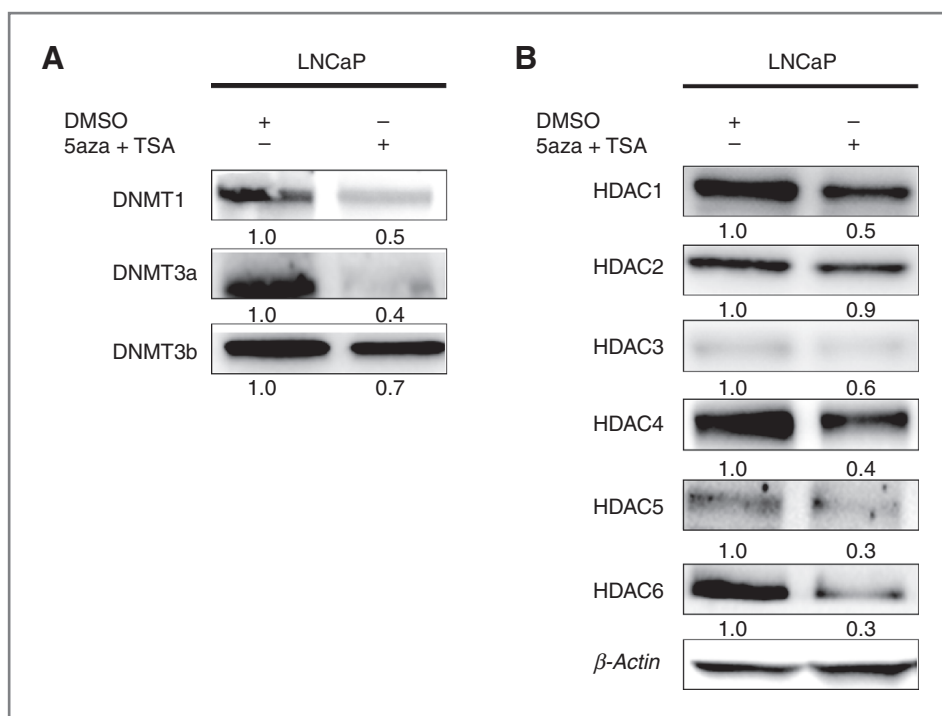 A
LNCaP
DMSO + –
5aza + TSA – +
DNMT1
1.0 0.5
DNMT3a
1.0 0.4
DNMT3b
1.0 0.7
B
LNCaP
DMSO + –
5aza + TSA – +
HDAC1
1.0 0.5
HDAC2
1.0 0.9
HDAC3
1.0 0.6
HDAC4
1.0 0.4
HDAC5
1.0 0.3
HDAC6
1.0 0.3
β-Actin